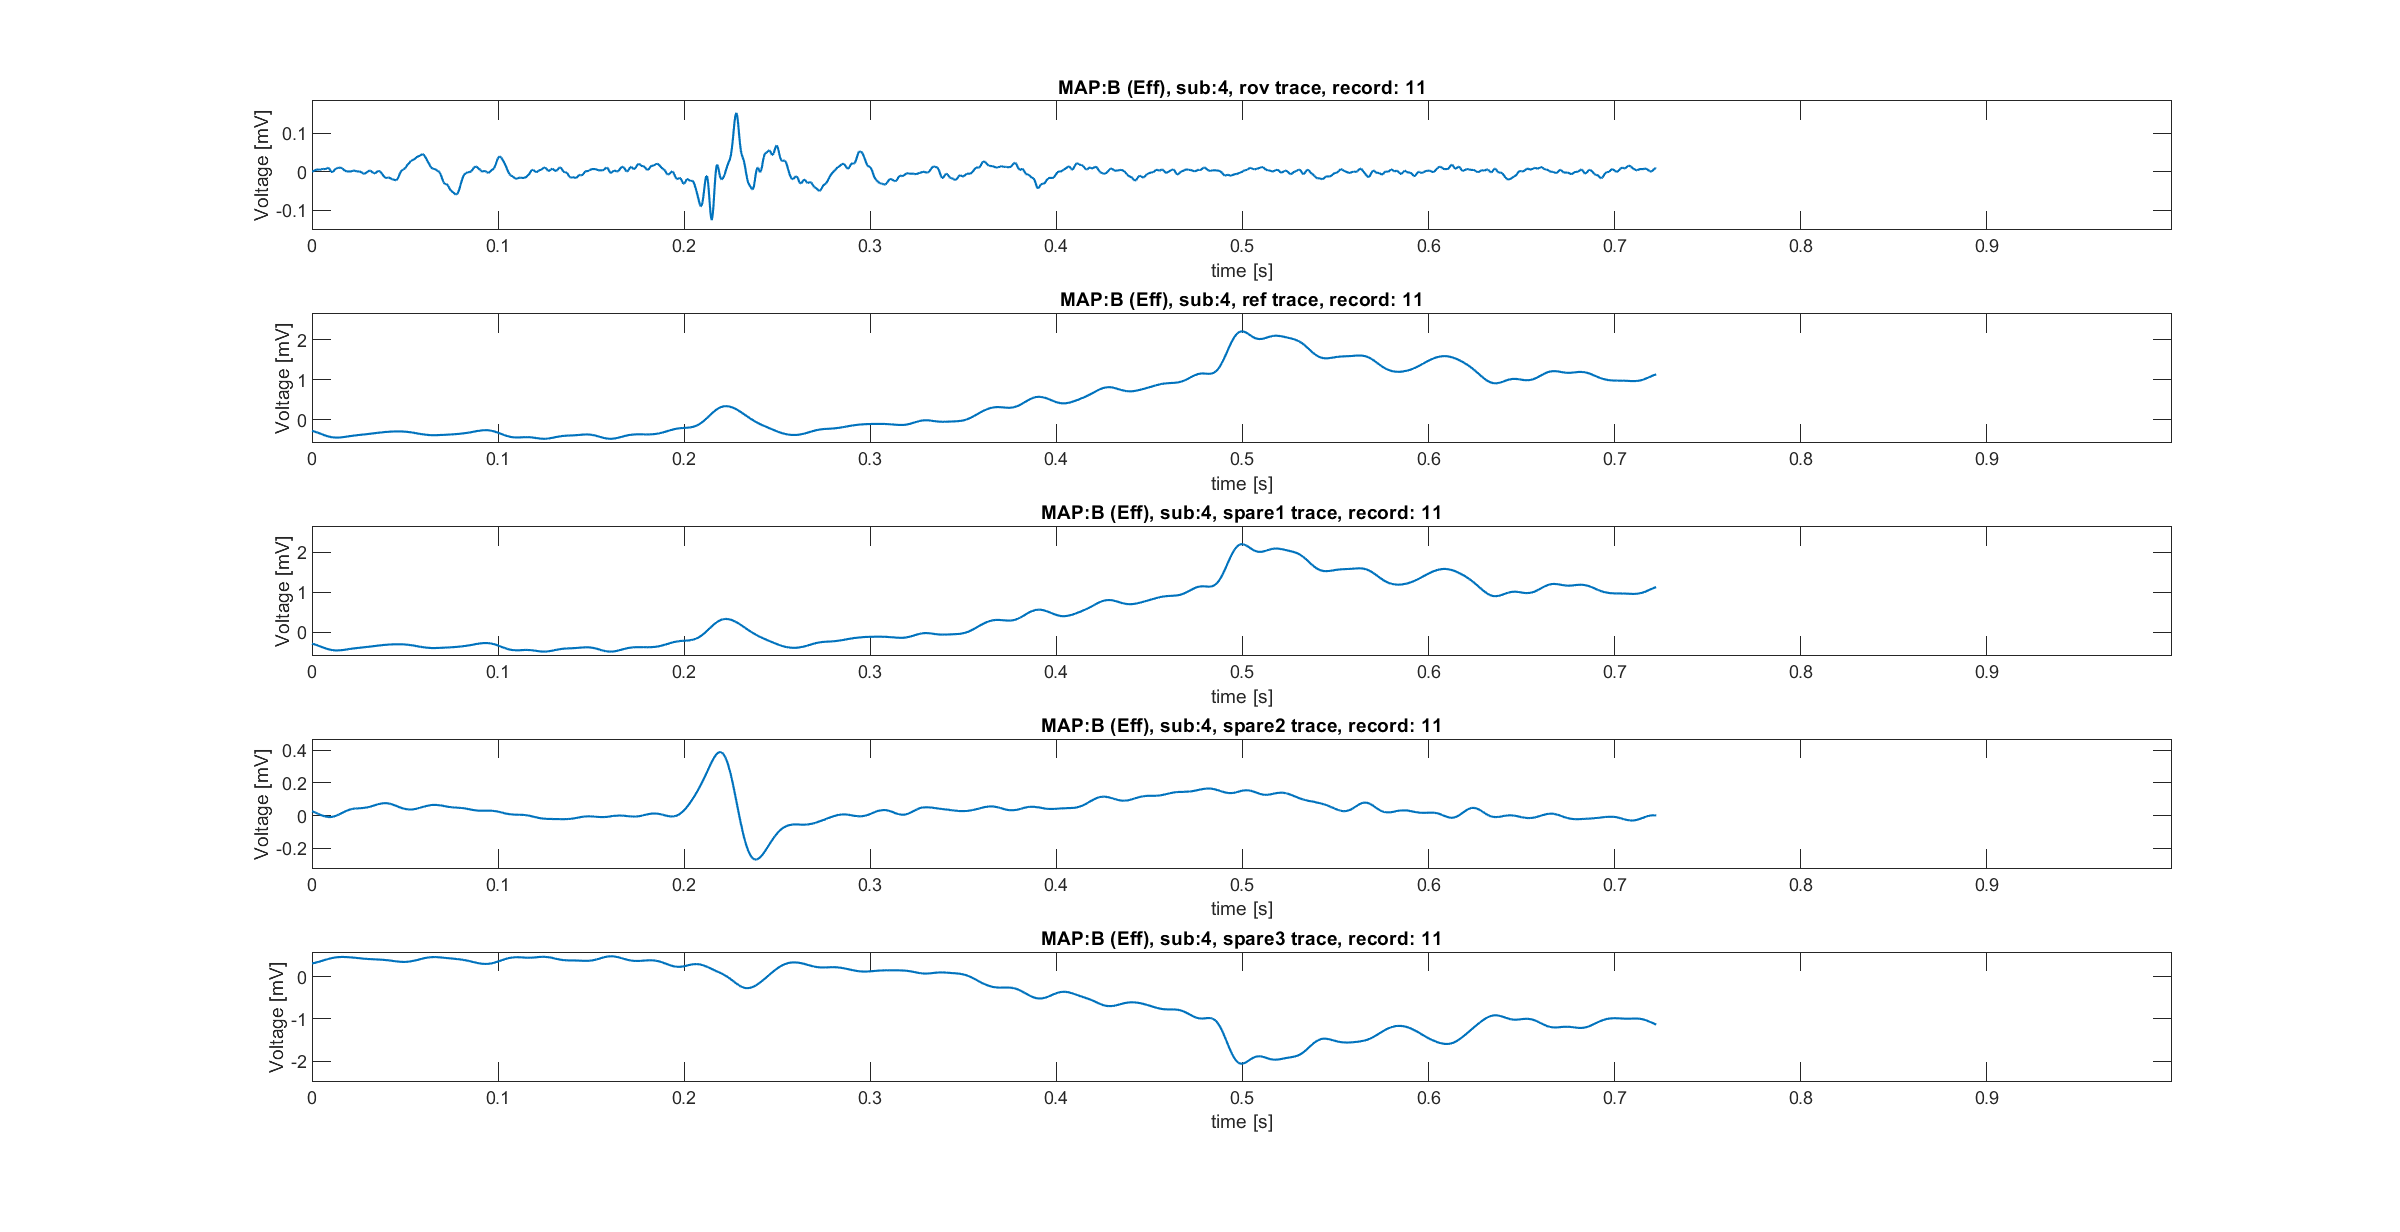 MAP:B (Eff), sub:4, rov trace, record: 11
Voltage [mV]
0.1
0
-0.1
0 0.1 0.2 0.3 0.4 0.5 0.6 0.7 0.8 0.9
time [s]
MAP:B (Eff), sub:4, ref trace, record: 11
Voltage [mV]
2
1
0
0 0.1 0.2 0.3 0.4 0.5 0.6 0.7 0.8 0.9
time [s]
MAP:B (Eff), sub:4, spare1 trace, record: 11
Voltage [mV]
2
1
0
0 0.1 0.2 0.3 0.4 0.5 0.6 0.7 0.8 0.9
time [s]
MAP:B (Eff), sub:4, spare2 trace, record: 11
Voltage [mV]
0.4
0.2
0
-0.2
0 0.1 0.2 0.3 0.4 0.5 0.6 0.7 0.8 0.9
time [s]
MAP:B (Eff), sub:4, spare3 trace, record: 11
Voltage [mV]
0
-1
-2
0 0.1 0.2 0.3 0.4 0.5 0.6 0.7 0.8 0.9
time [s]